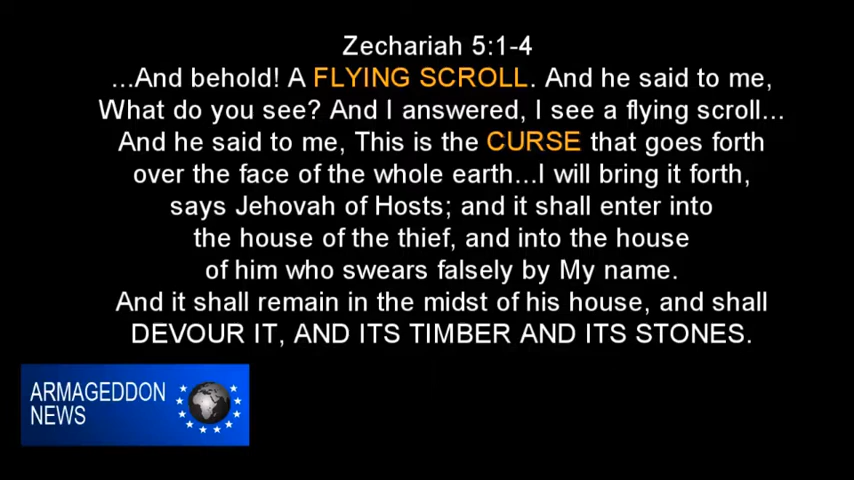 Zechariah 5:1-4
...And behold! A FLYING SCROLL. And he said to me,
What do you see? And I answered, I see a flying scroll...
And he said to me, This is the CURSE that goes forth
over the face of the whole earth...I will bring it forth,
says Jehovah of Hosts; and it shall enter into
the house of the thief, and into the house
of him who swears falsely by My name.
And it shall remain in the midst of his house, and shall
DEVOUR IT, AND ITS TIMBER AND ITS STONES.
ARMAGEDDON
NEWS